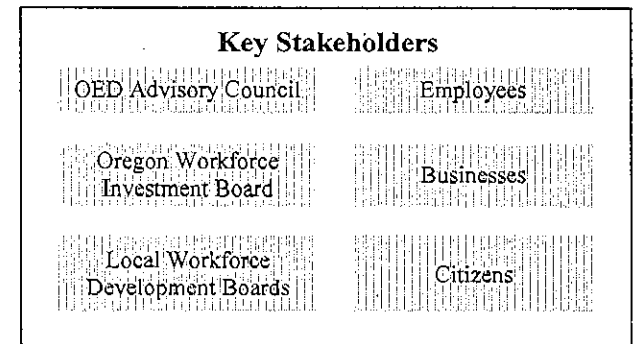 Key Stakeholders
OED Advisory Council
Employees
Oregon Workforce
Investment Board
Businesses
Local Workforce
Development Boards
Citizens